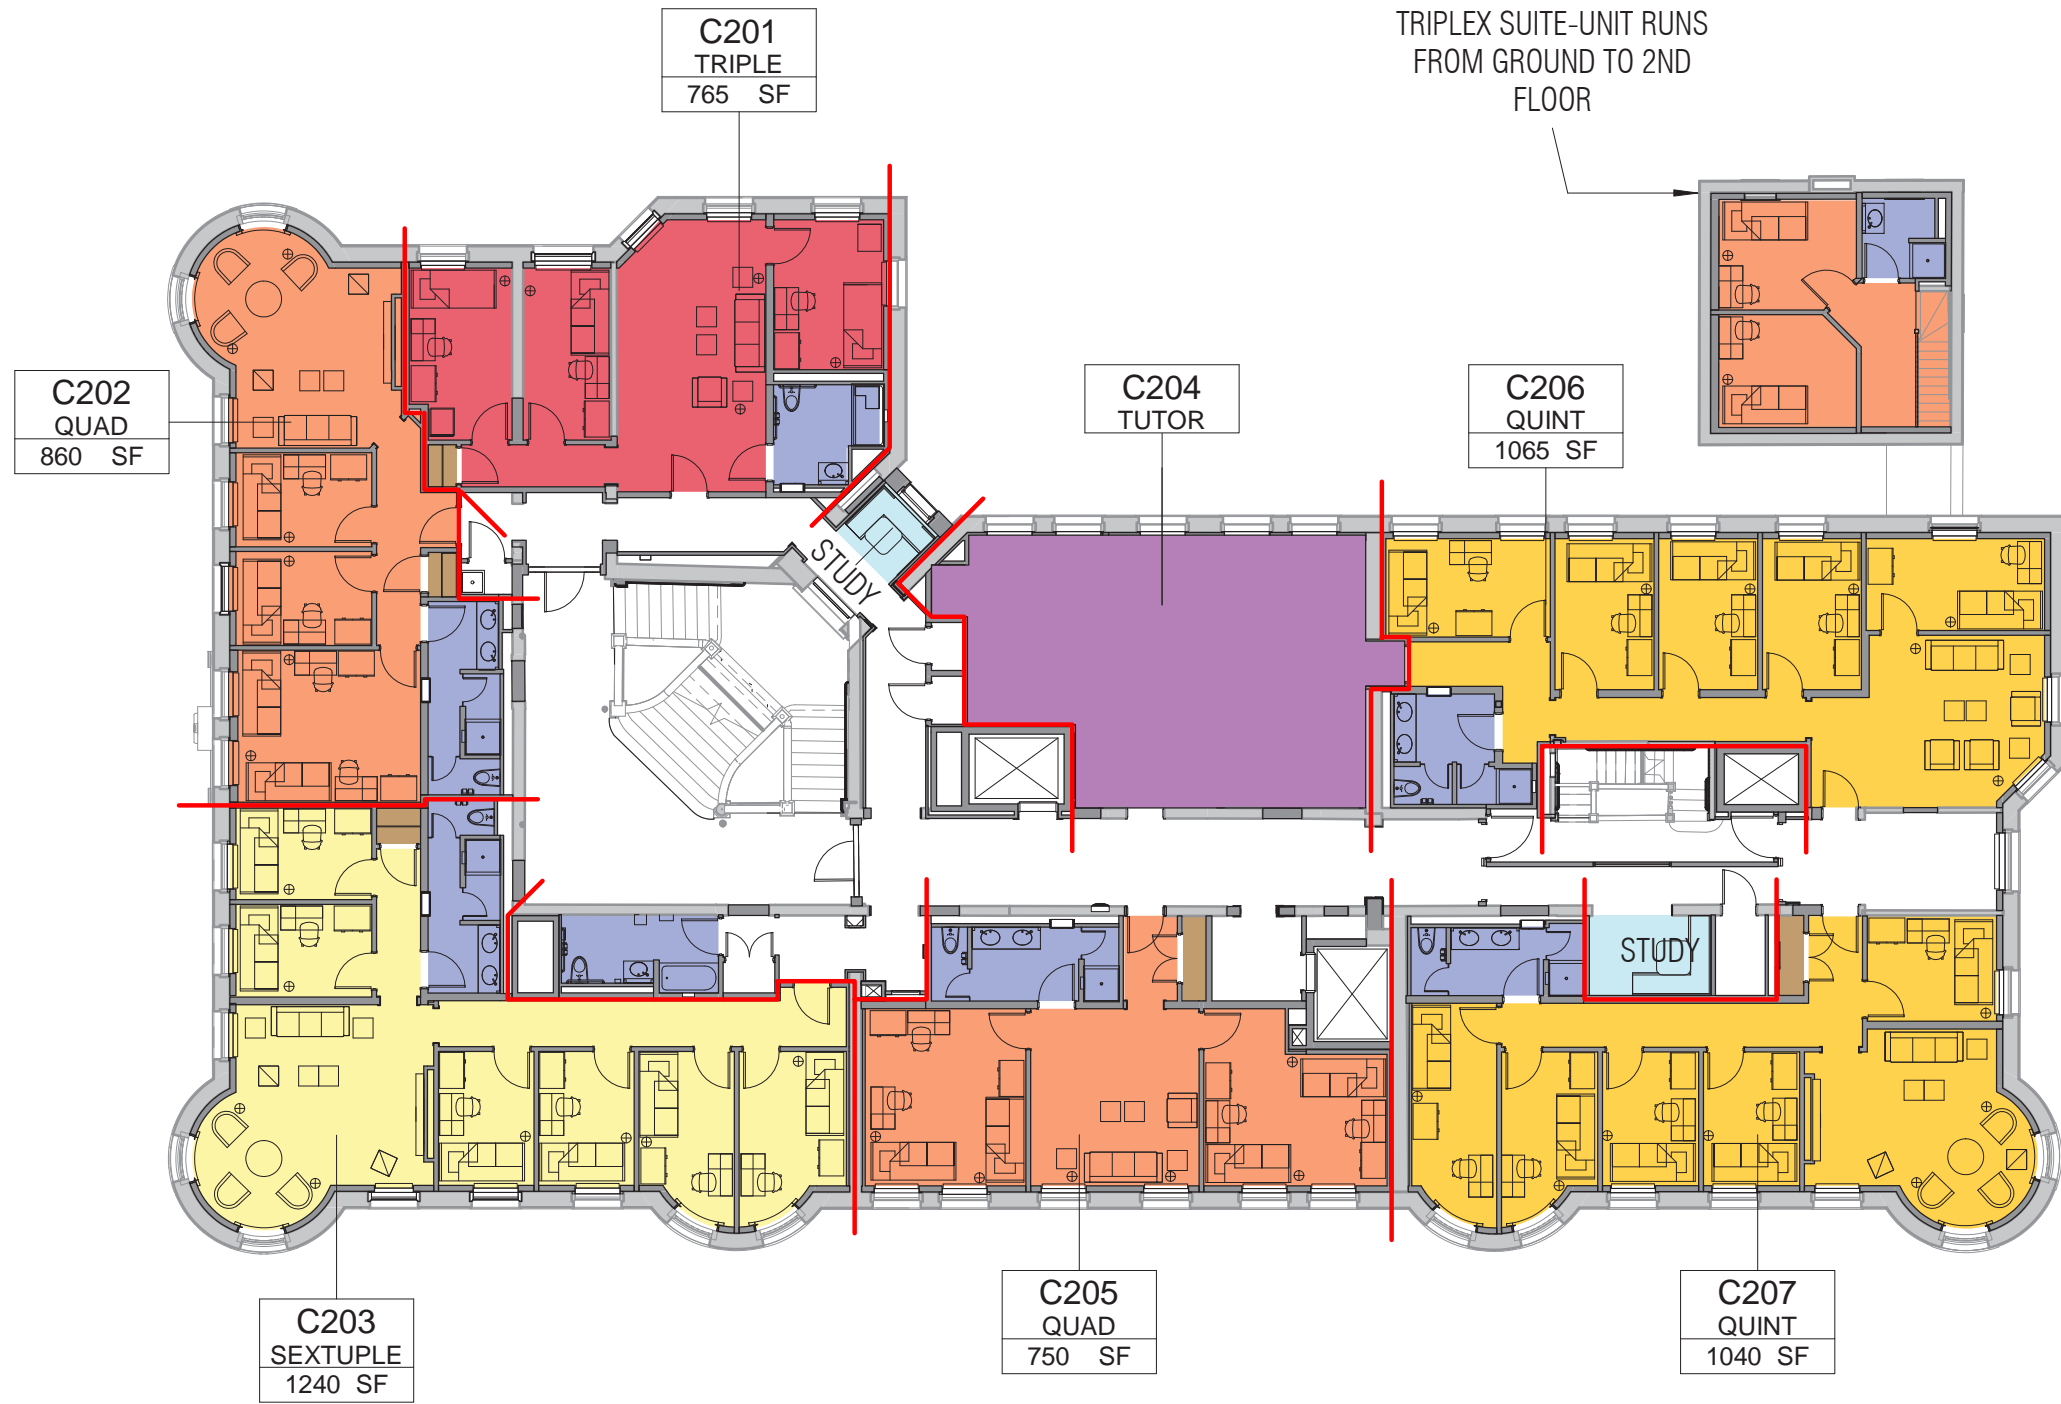 C201
TRIPLE
765 SF
TRIPLEX SUITE-UNIT RUNS
FROM GROUND TO 2ND
FLOOR
C202
QUAD
860 SF
C204
TUTOR
C206
QUINT
1065 SF
STUDY
STUDY
C203
SEXTUPLE
1240 SF
C205
QUAD
750 SF
C207
QUINT
1040 SF